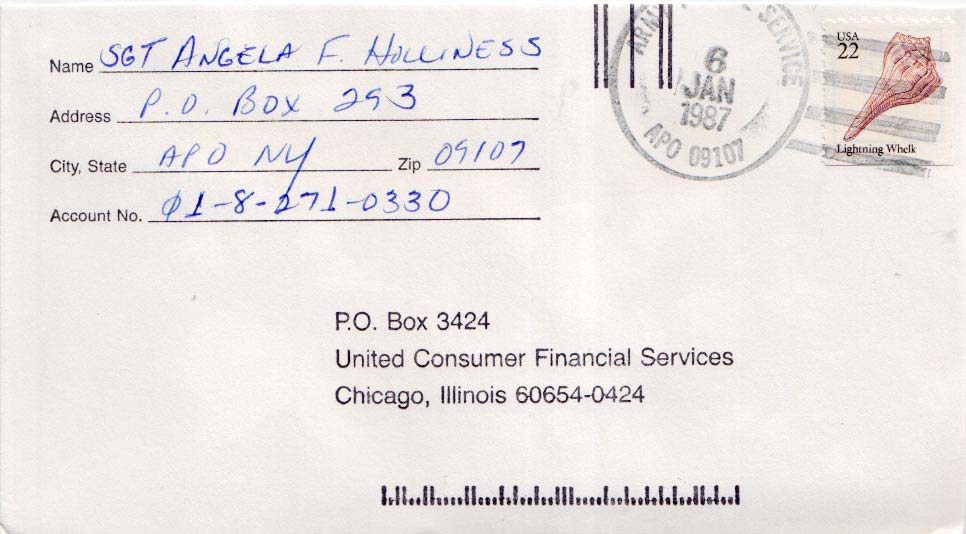 Name SGT ANGELA F. HOLLINESS
Address P.O. BOX 293
City, State APO NY Zip 09107
Account No. 01-8-271-0330
SERVICE
6
JAN
1987
APO 09107
USA
22
Lightning Whelk
P.O. Box 3424
United Consumer Financial Services
Chicago, Illinois 60654-0424